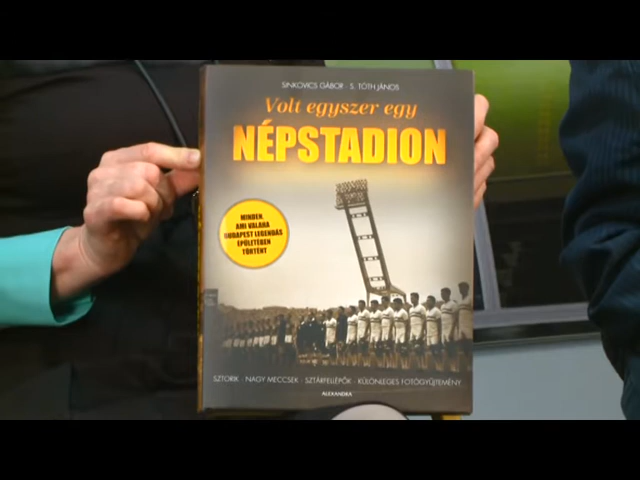 SINKOVICS GÁBOR · S. TÓTH JÁNOS
Volt egyszer egy
NÉPSTADION
MINDEN,
AMI VALAHA
BUDAPEST LEGENDÁS
ÉPÜLETÉBEN
TÖRTÉNT
SZTORIK · NAGY MECCSEK · SZTÁRFELLÉPŐK · KÜLÖNLEGES FOTÓGYŰJTEMÉNY
ALEXANDRA